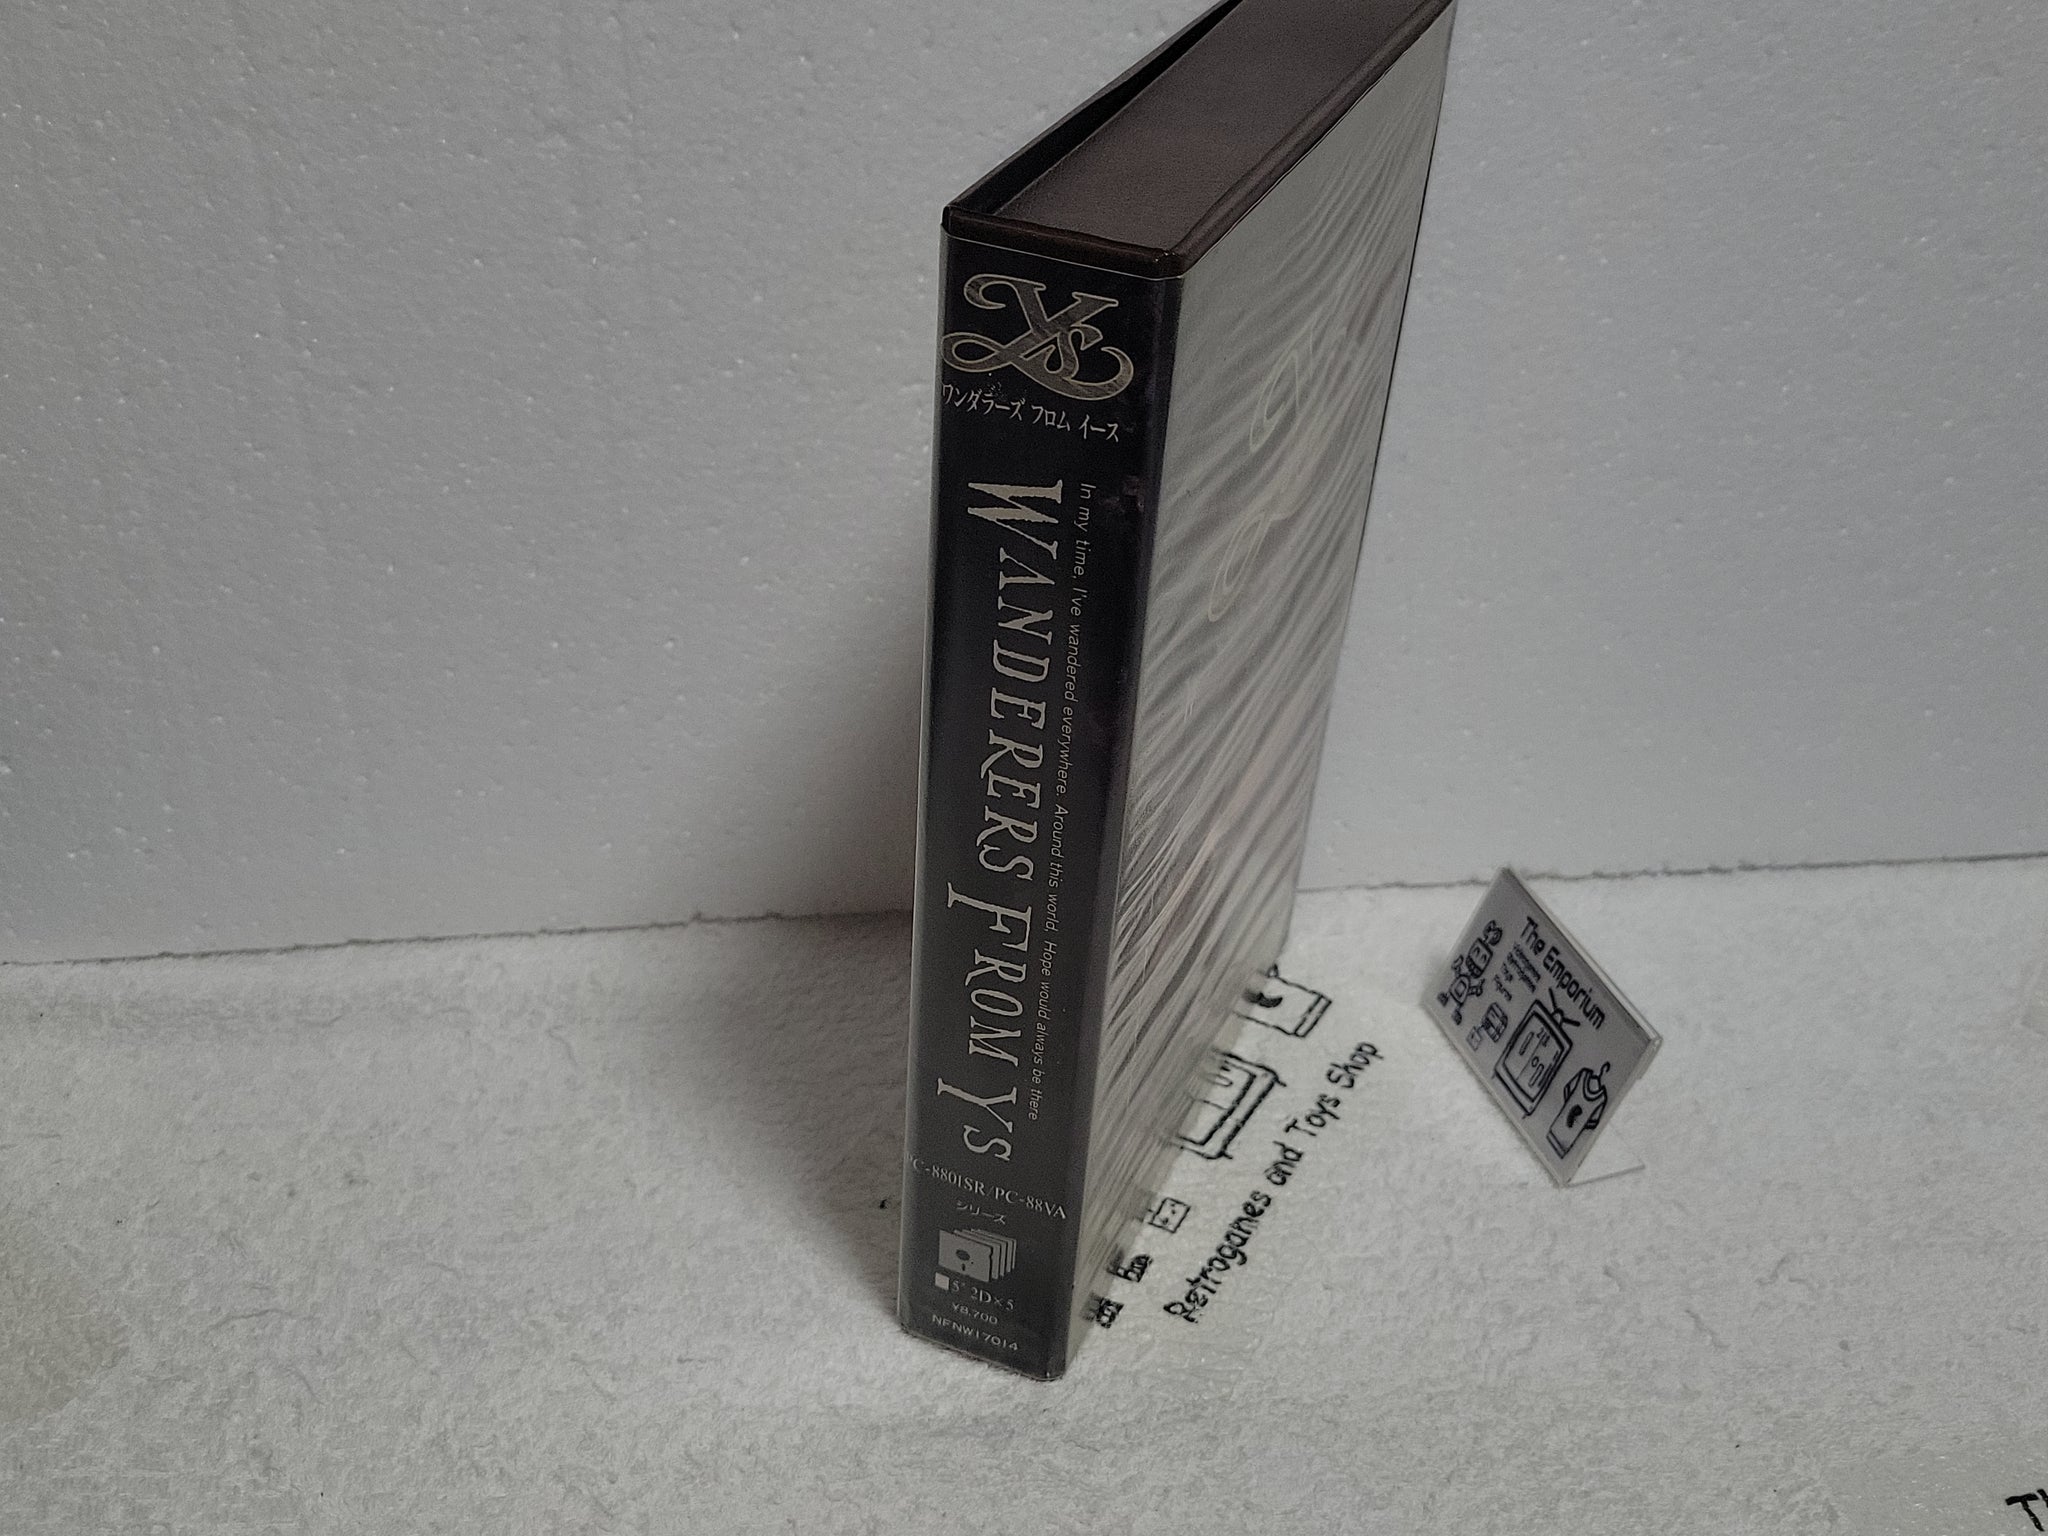 Ys
ワンダラーズ フロム イース
WANDERERS FROM YS
In my time, I've wandered everywhere. Around this world, Hope would always be there
PC-8801SR/PC-88VA
シリーズ
5" 2D×5
¥8,700
NFNW17014
The Emporium
Retrogames and Toys Shop